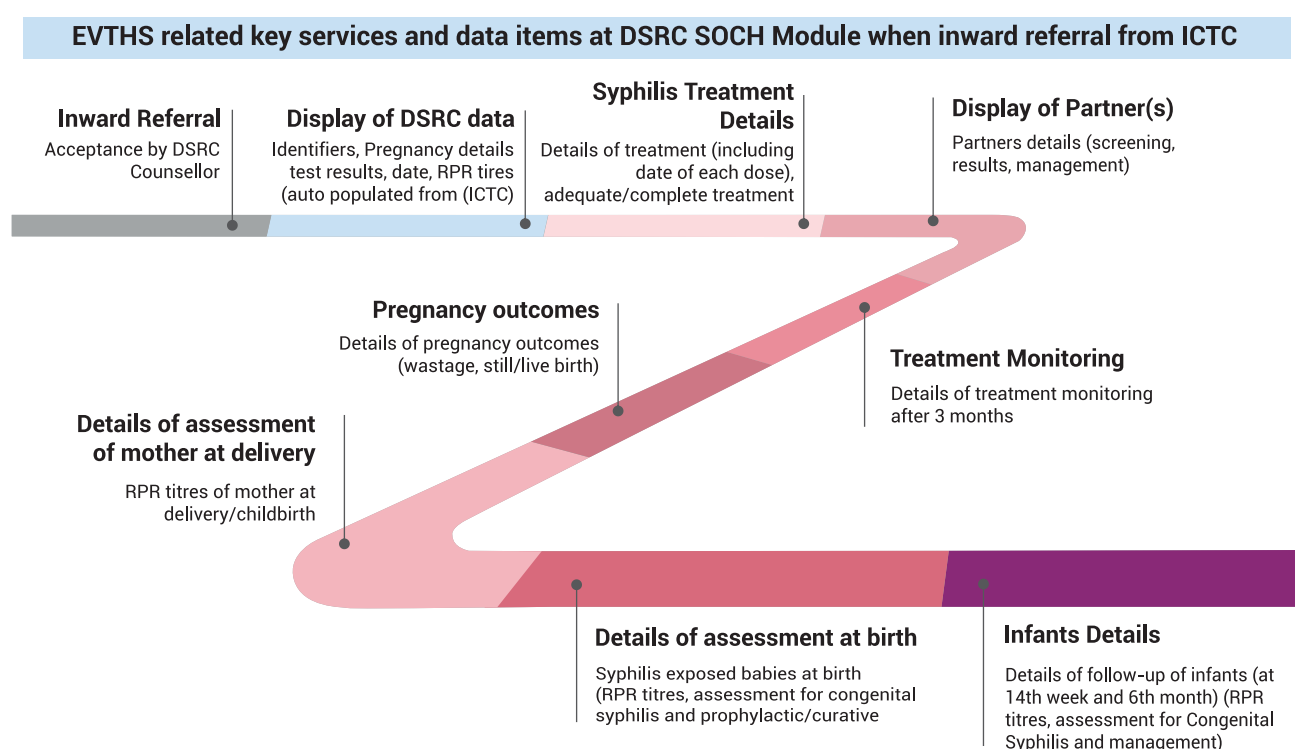 EVTHS related key services and data items at DSRC SOCH Module when inward referral from ICTC
Inward Referral
Acceptance by DSRC
Counsellor
Display of DSRC data
Identifiers, Pregnancy details
test results, date, RPR tires
(auto populated from (ICTC)
Syphilis Treatment
Details
Details of treatment (including
date of each dose),
adequate/complete treatment
Display of Partner(s)
Partners details (screening,
results, management)
Treatment Monitoring
Details of treatment monitoring
after 3 months
Pregnancy outcomes
Details of pregnancy outcomes
(wastage, still/live birth)
Details of assessment
of mother at delivery
RPR titres of mother at
delivery/childbirth
Details of assessment at birth
Syphilis exposed babies at birth
(RPR titres, assessment for congenital
syphilis and prophylactic/curative
Infants Details
Details of follow-up of infants (at
14th week and 6th month) (RPR
titres, assessment for Congenital
Syphilis and management)